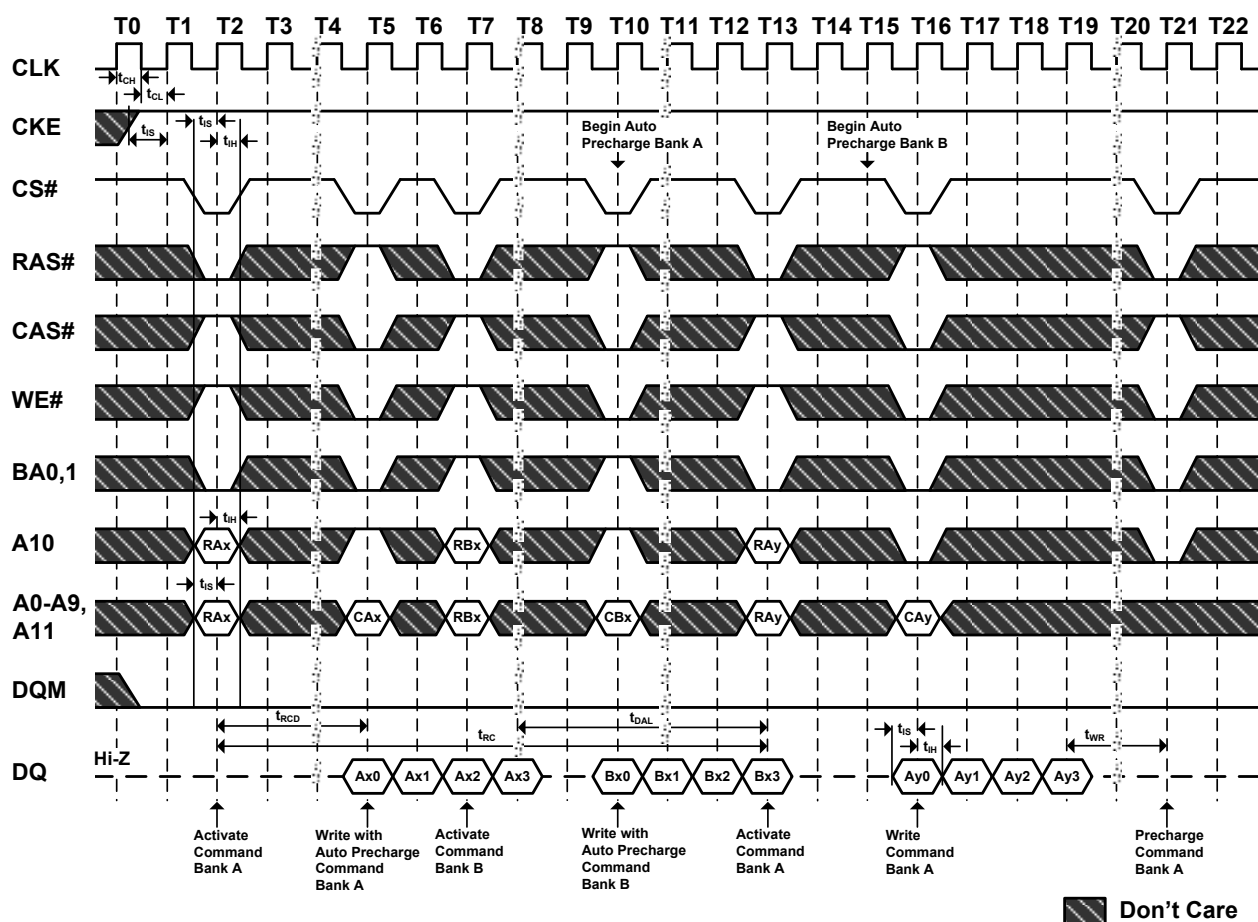 T0 T1 T2 T3 T4 T5 T6 T7 T8 T9 T10 T11 T12 T13 T14 T15 T16 T17 T18 T19 T20 T21 T22
CLK
tCH
tCL
CKE
tIS
tIS
tIH
Begin Auto
Precharge Bank A
Begin Auto
Precharge Bank B
CS#
RAS#
CAS#
WE#
BA0,1
tIH
A10
RAx RBx RAy
tIS
A0-A9,
A11
RAx CAx RBx CBx RAy CAy
DQM
tRCD
tDAL
tRC
tIS
tIH
tWR
DQ
Hi-Z
Ax0 Ax1 Ax2 Ax3 Bx0 Bx1 Bx2 Bx3 Ay0 Ay1 Ay2 Ay3
Activate
Command
Bank A
Write with
Auto Precharge
Command
Bank A
Activate
Command
Bank B
Write with
Auto Precharge
Command
Bank B
Activate
Command
Bank A
Write
Command
Bank A
Precharge
Command
Bank A
Don't Care